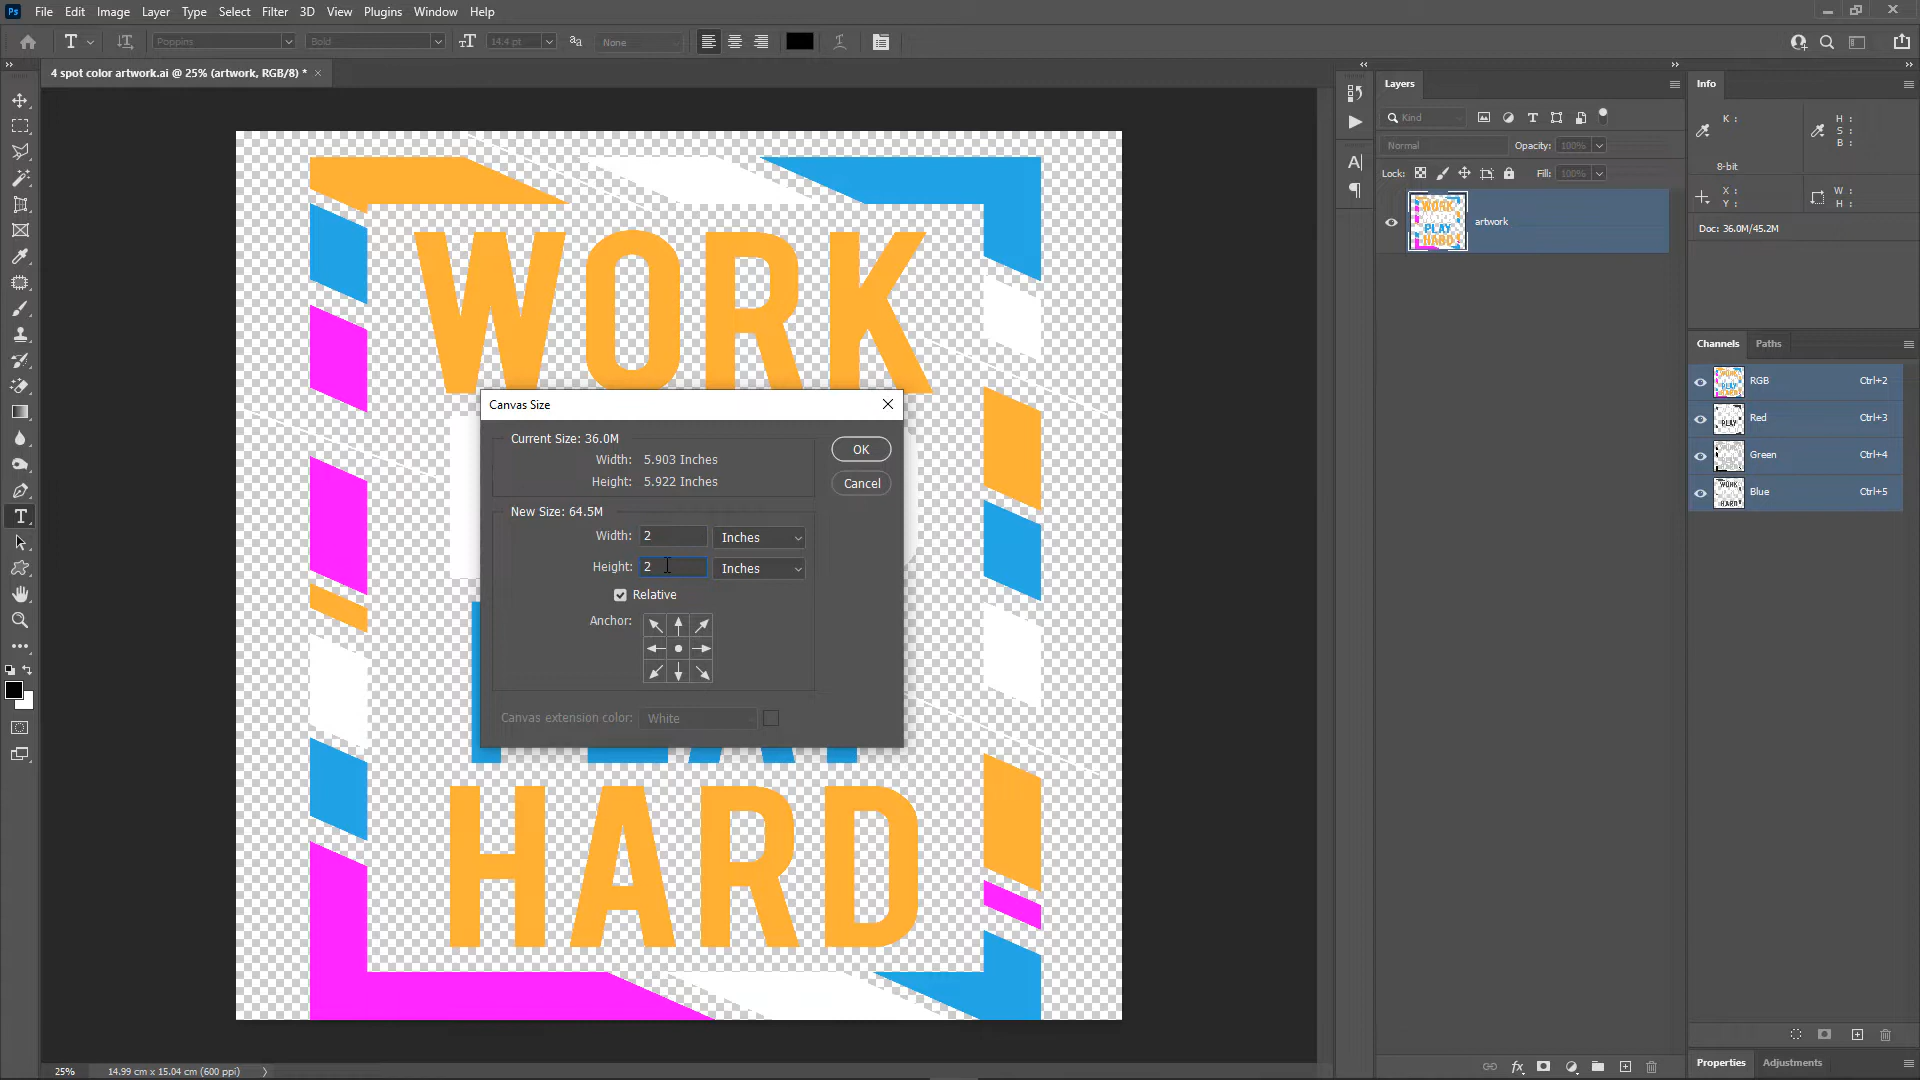 Ps File Edit Image Layer Type Select Filter 3D View Plugins Window Help
T Poppins Bold 14.4 pt aa None
4 spot color artwork.ai @ 25% (artwork, RGB/8) * ×
WORK
HARD
Canvas Size
Current Size: 36.0M
Width: 5.903 Inches
Height: 5.922 Inches
OK
Cancel
New Size: 64.5M
Width: 2 Inches
Height: 2 Inches
Relative
Anchor:
Canvas extension color: White
25% 14.99 cm x 15.04 cm (600 ppi)
Layers
Kind
Normal Opacity: 100%
Lock: Fill: 100%
artwork
Info
K :
8-bit
H :
S :
B :
X :
Y :
W :
H :
Doc: 36.0M/45.2M
Channels Paths
RGB Ctrl+2
Red Ctrl+3
Green Ctrl+4
Blue Ctrl+5
Properties Adjustments